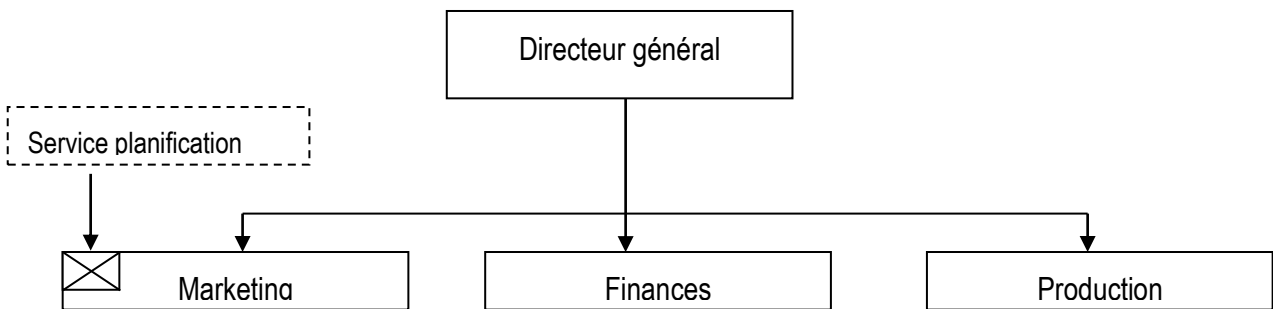 Directeur général
Service planification
Marketing
Finances
Production